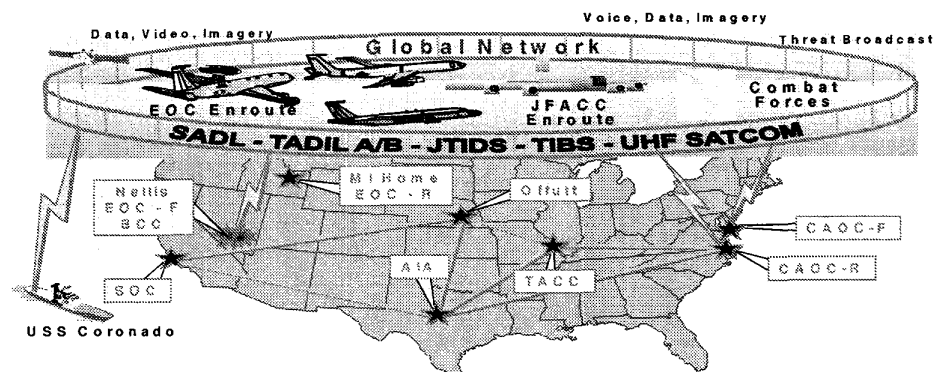 Voice, Data, Imagery
Data, Video, Imagery
Global Network
Threat Broadcast
EOC Enroute
JFACC
Enroute
Combat
Forces
SADL - TADIL A/B - JTIDS - TIBS - UHF SATCOM
Nellis
EOC - F
BCC
MI Home
EOC - R
Offutt
CAOC-F
CAOC-R
AIA
TACC
SOC
USS Coronado